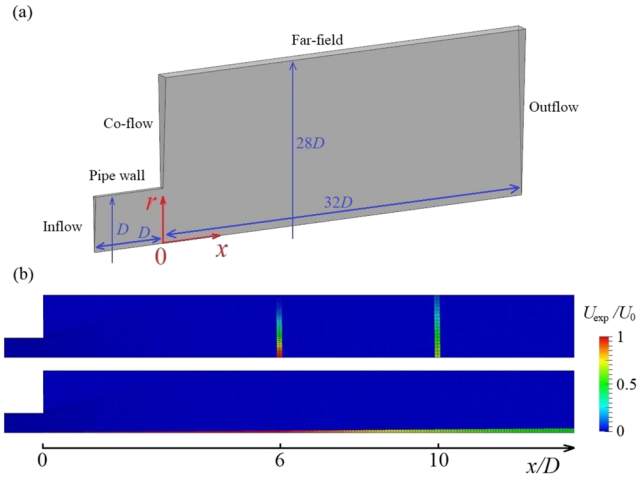 (a)
Far-field
Co-flow
Outflow
28D
Pipe wall
r
32D
Inflow
D
D
0
x
(b)
Uexp/U0
1
0.5
0
0
6
10
x/D